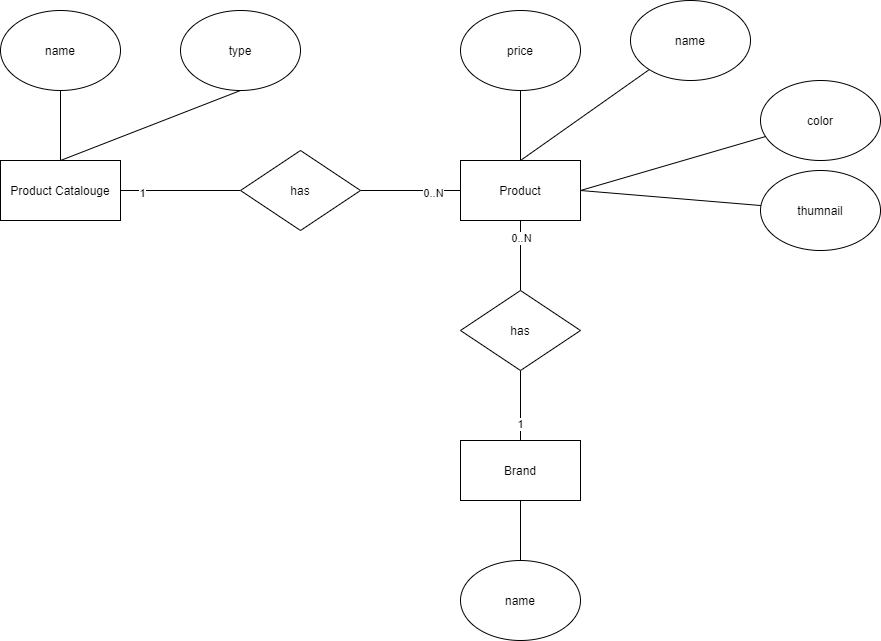 name
type
price
name
color
thumnail
Product Catalouge
1
has
0..N
Product
0..N
has
1
Brand
name